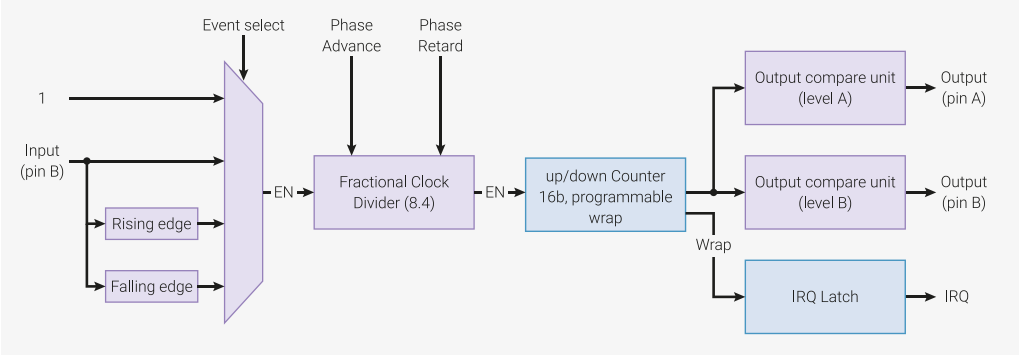 Event select
Phase
Advance
Phase
Retard
1
Input
(pin B)
Rising edge
Falling edge
EN
Fractional Clock
Divider (8.4)
EN
up/down Counter
16b, programmable
wrap
Wrap
Output compare unit
(level A)
Output
(pin A)
Output compare unit
(level B)
Output
(pin B)
IRQ Latch
IRQ